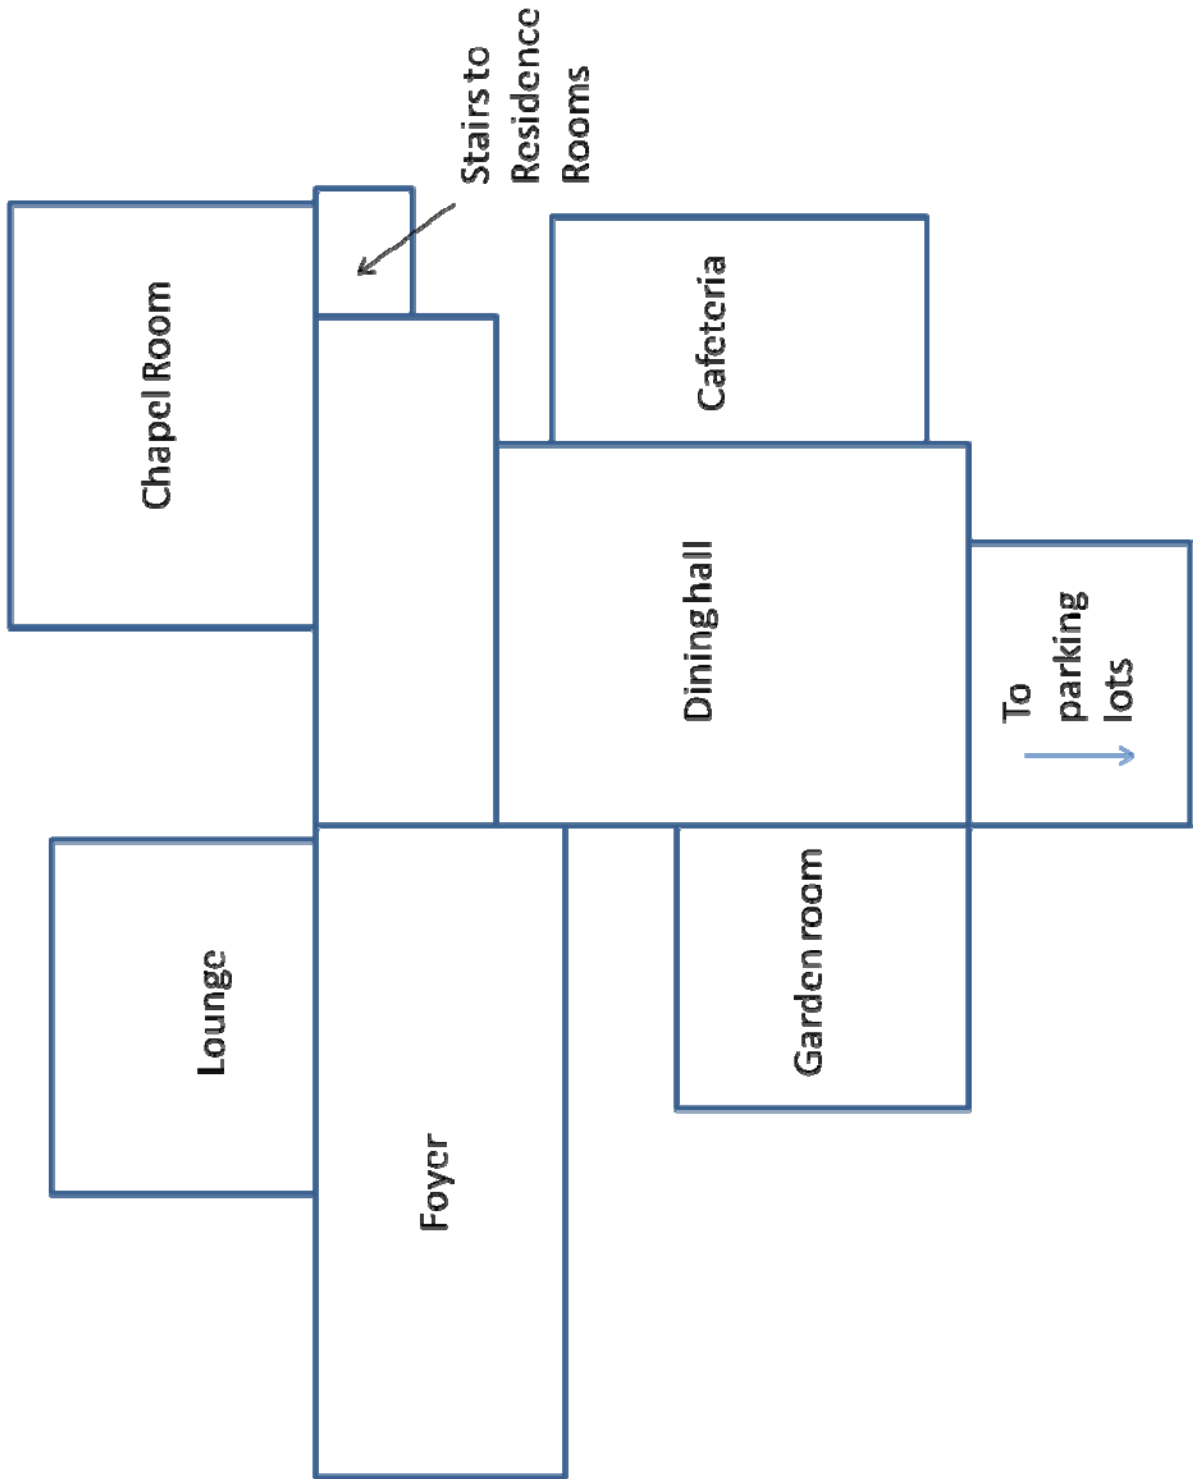 Chapel Room
Stairs to
Residence
Rooms
Lounge
Foyer
Cafeteria
Dining hall
Garden room
To
parking
lots